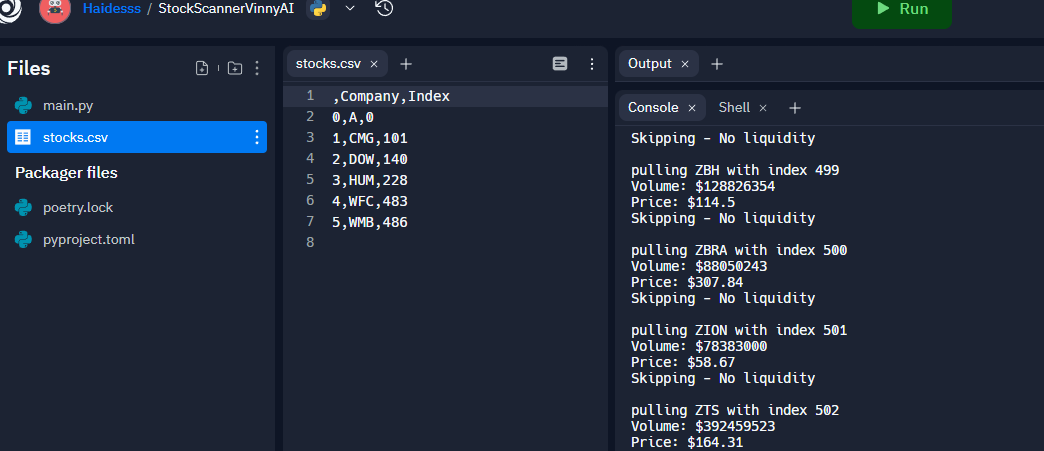 Haidesss / StockScannerVinnyAI
Run
Files
main.py
stocks.csv
Packager files
poetry.lock
pyproject.toml
stocks.csv
1 ,Company,Index
2 0,A,0
3 1,CMG,101
4 2,DOW,140
5 3,HUM,228
6 4,WFC,483
7 5,WMB,486
8
Output
Console Shell
Skipping - No liquidity
pulling ZBH with index 499
Volume: $128826354
Price: $114.5
Skipping - No liquidity
pulling ZBRA with index 500
Volume: $88050243
Price: $307.84
Skipping - No liquidity
pulling ZION with index 501
Volume: $78383000
Price: $58.67
Skipping - No liquidity
pulling ZTS with index 502
Volume: $392459523
Price: $164.31